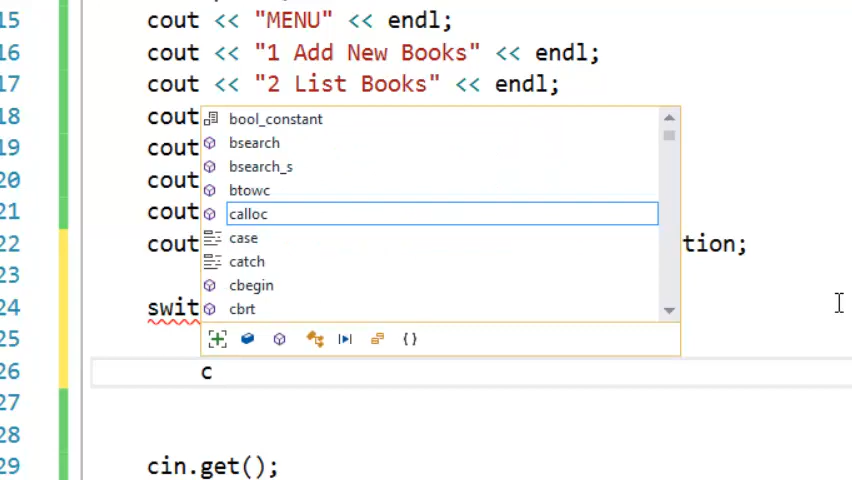 15 cout << "MENU" << endl;
16 cout << "1 Add New Books" << endl;
17 cout << "2 List Books" << endl;
18 cout
bool_constant
19 cout
bsearch
bsearch_s
20 cout
btowc
21 cout
calloc
22 cout tion;
case
catch
23
cbegin
24 swit
cbrt
25
26 c
27
28
29 cin.get();